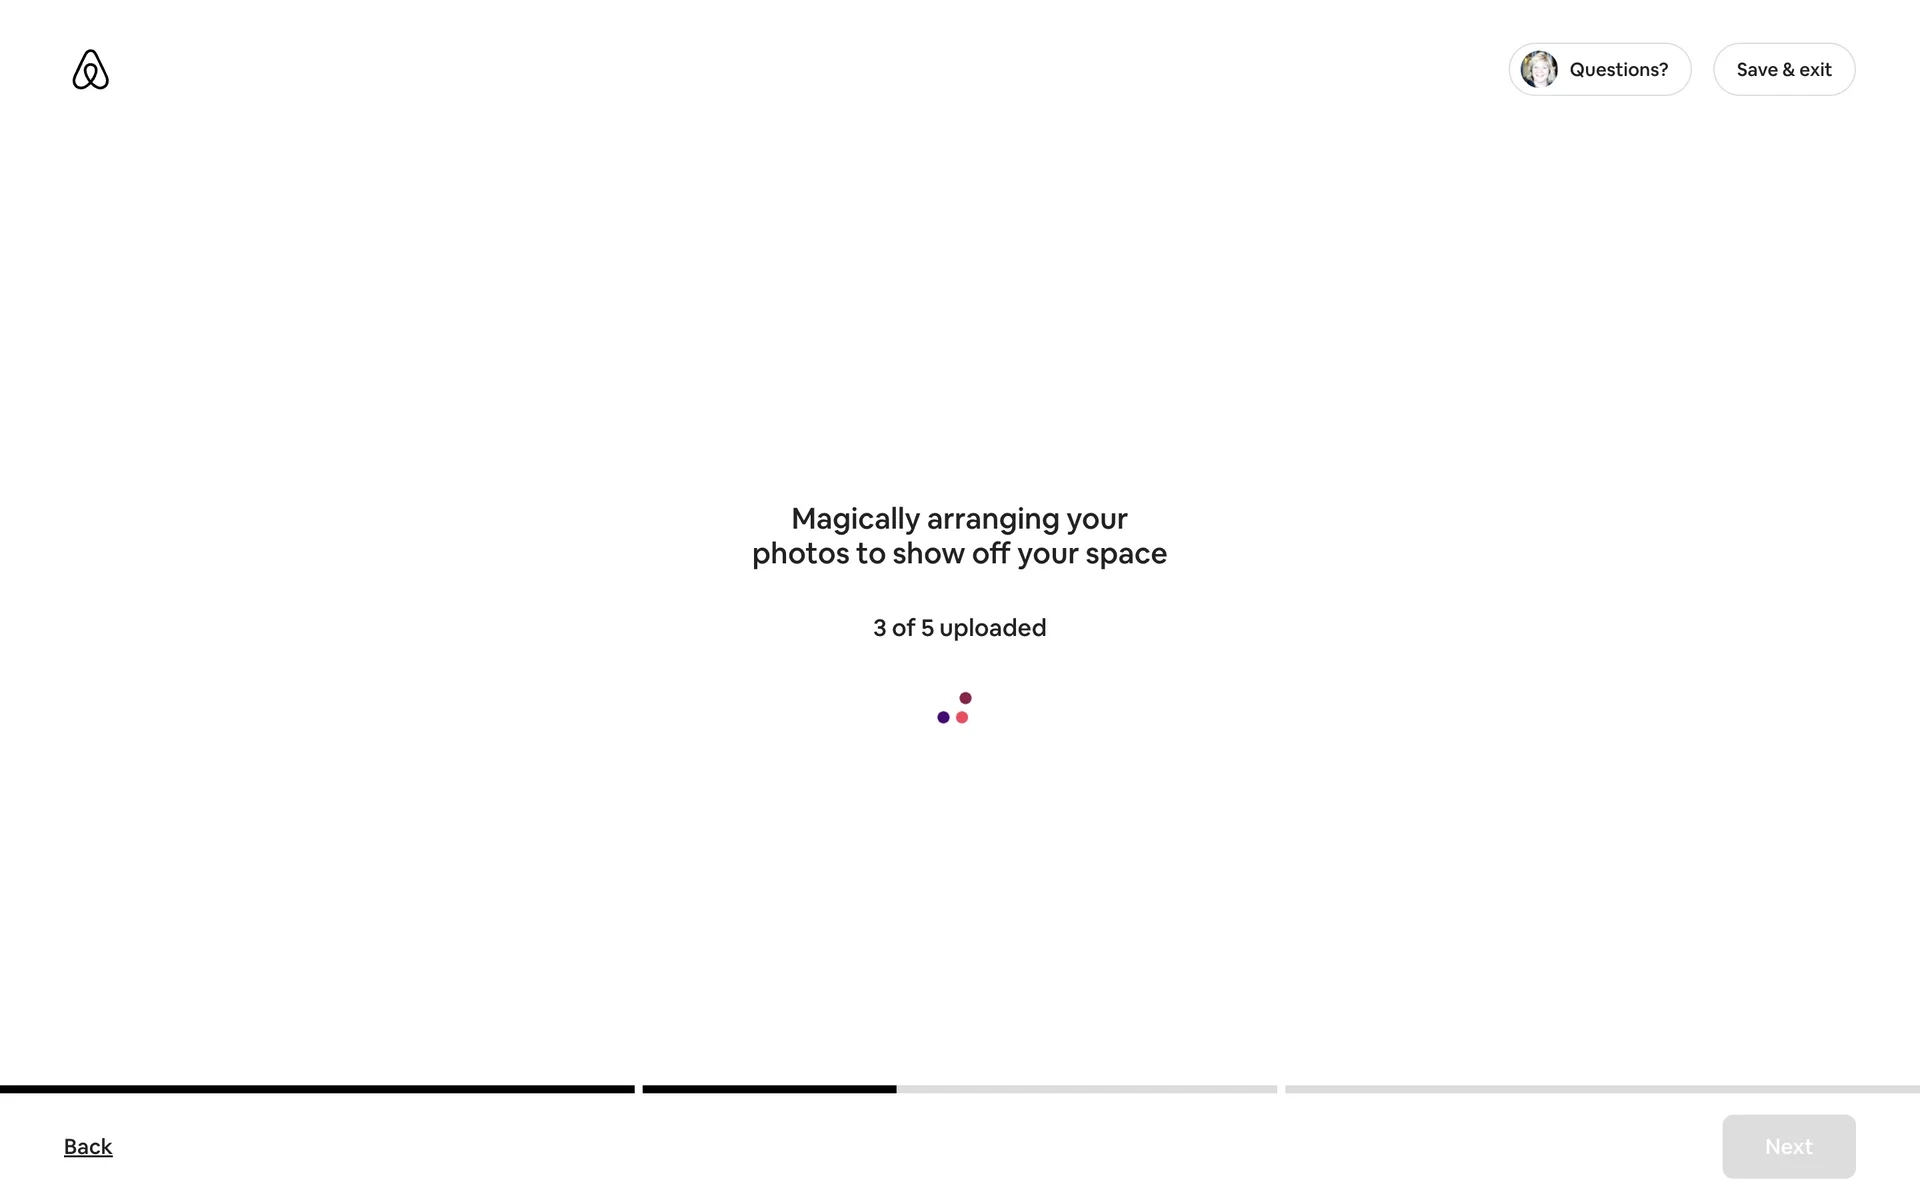 Questions?
Save & exit
Magically arranging your
photos to show off your space
3 of 5 uploaded
Back
Next